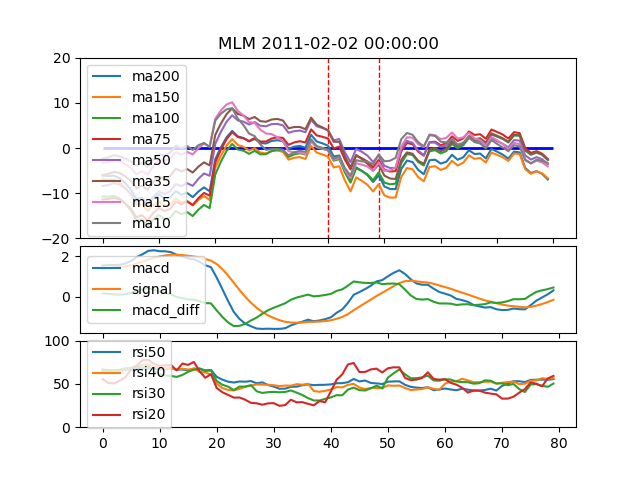 MLM 2011-02-02 00:00:00
20
10
0
−10
−20
ma200
ma150
ma100
ma75
ma50
ma35
ma15
ma10
2
0
macd
signal
macd_diff
100
50
0
rsi50
rsi40
rsi30
rsi20
0 10 20 30 40 50 60 70 80